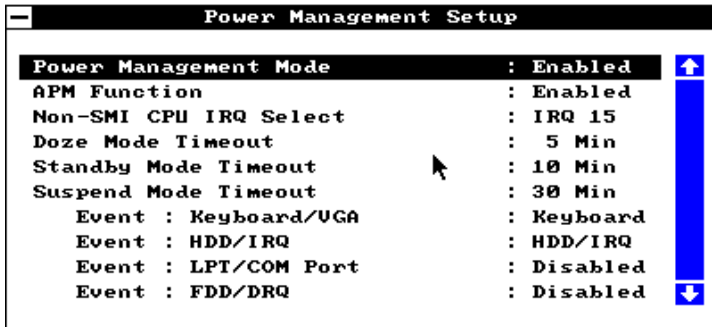 Power Management Setup
Power Management Mode : Enabled
APM Function : Enabled
Non-SMI CPU IRQ Select : IRQ 15
Doze Mode Timeout : 5 Min
Standby Mode Timeout : 10 Min
Suspend Mode Timeout : 30 Min
Event : Keyboard/VGA : Keyboard
Event : HDD/IRQ : HDD/IRQ
Event : LPT/COM Port : Disabled
Event : FDD/DRQ : Disabled